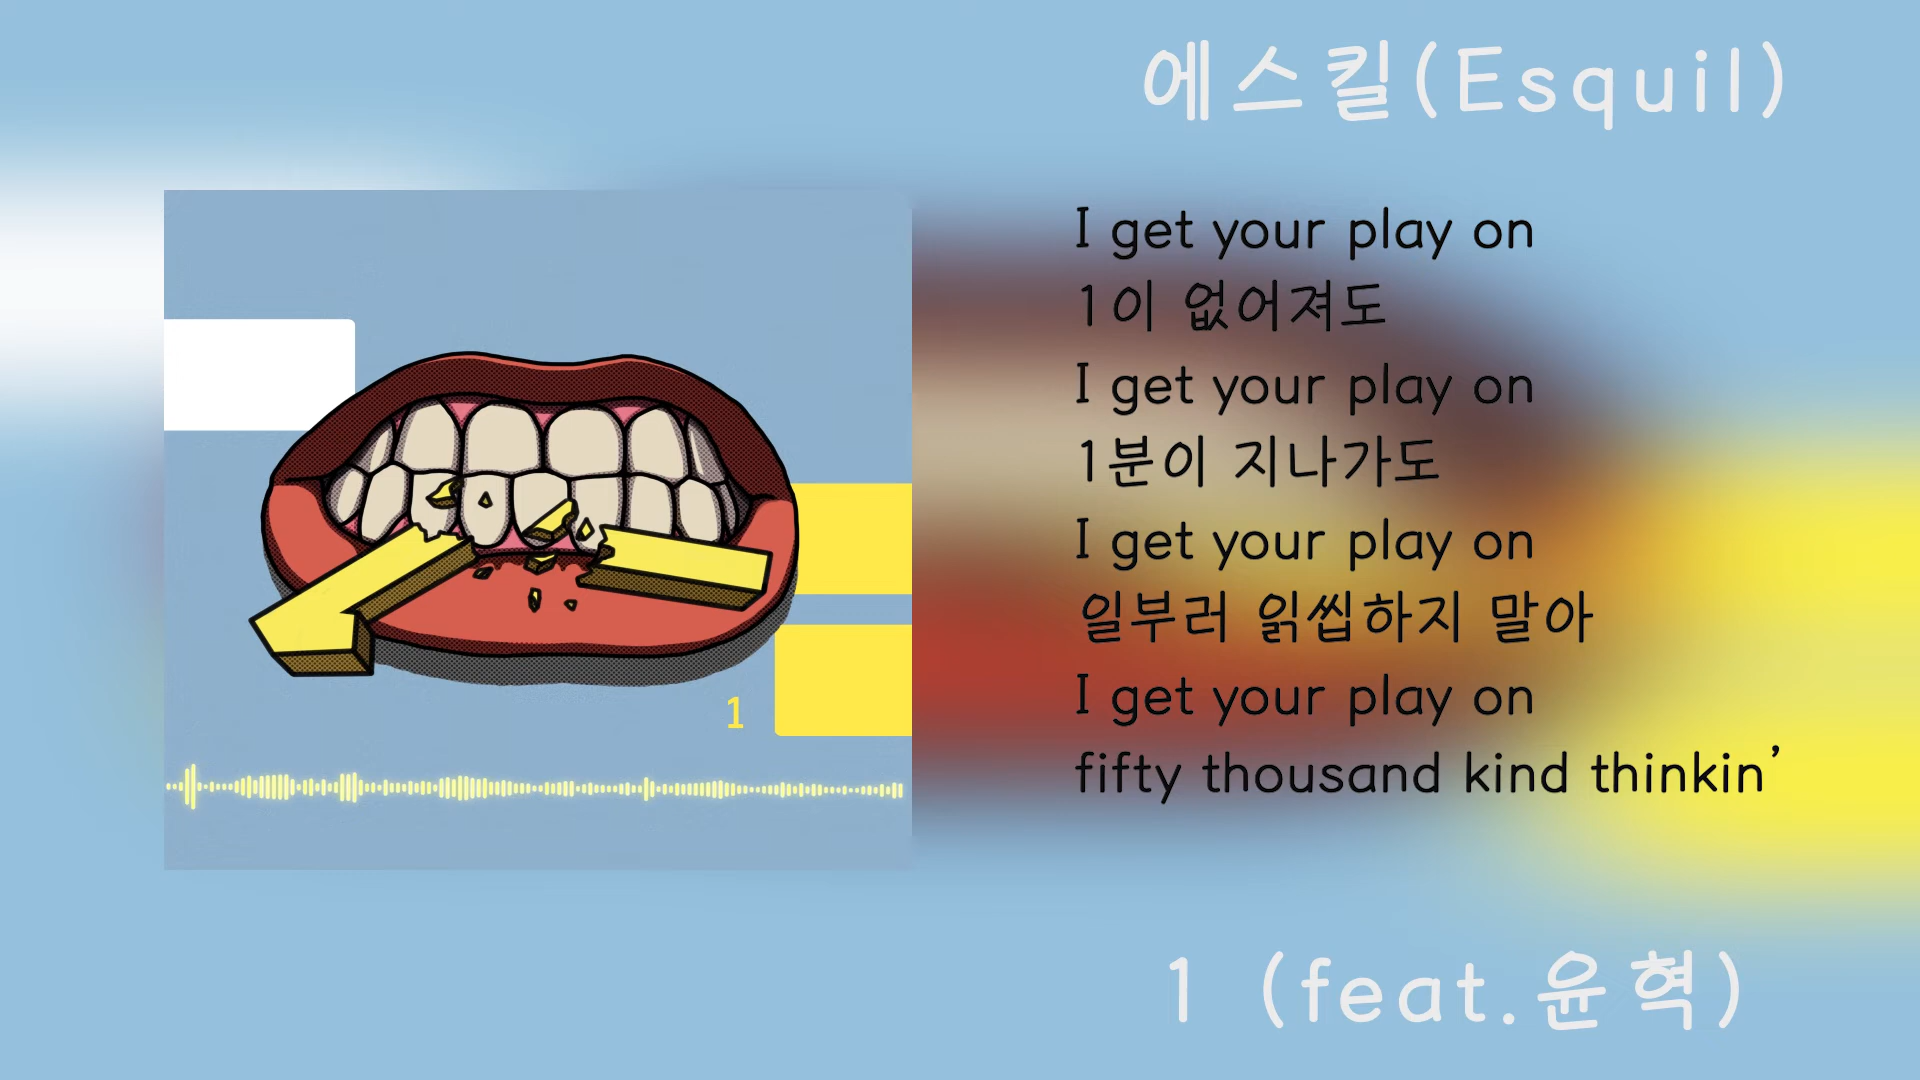 에스킬(Esquil)
I get your play on
1이 없어져도
I get your play on
1분이 지나가도
I get your play on
일부러 읽씹하지 말아
I get your play on
fifty thousand kind thinkin’
1
1 (feat.윤혁)